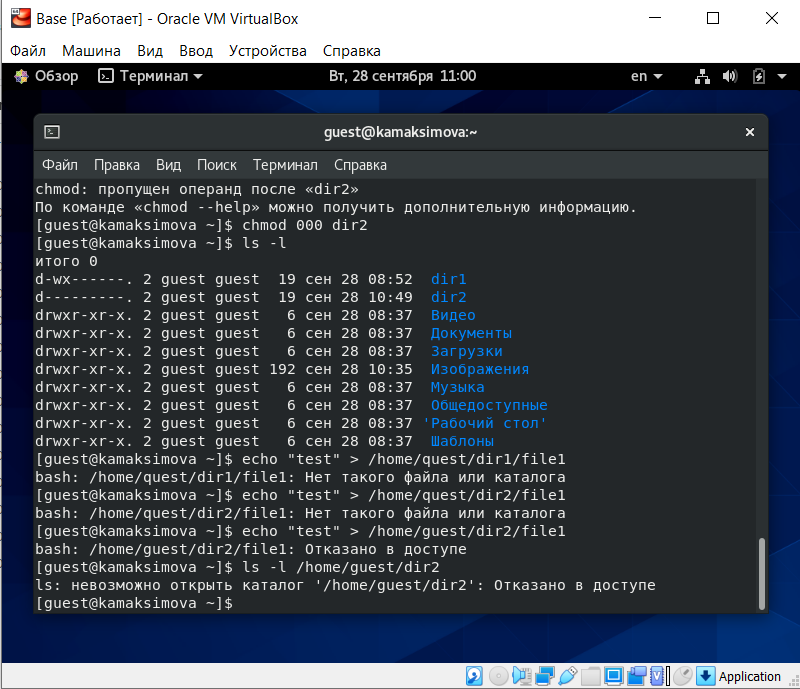 Base [Работает] - Oracle VM VirtualBox
Файл Машина Вид Ввод Устройства Справка
Обзор Терминал Вт, 28 сентября 11:00 en
guest@kamaksimova:~
Файл Правка Вид Поиск Терминал Справка
chmod: пропущен операнд после «dir2»
По команде «chmod --help» можно получить дополнительную информацию.
[guest@kamaksimova ~]$ chmod 000 dir2
[guest@kamaksimova ~]$ ls -l
итого 0
d-wx------. 2 guest guest  19 сен 28 08:52  dir1
d---------. 2 guest guest  19 сен 28 10:49  dir2
drwxr-xr-x. 2 guest guest   6 сен 28 08:37  Видео
drwxr-xr-x. 2 guest guest   6 сен 28 08:37  Документы
drwxr-xr-x. 2 guest guest   6 сен 28 08:37  Загрузки
drwxr-xr-x. 2 guest guest 192 сен 28 10:35  Изображения
drwxr-xr-x. 2 guest guest   6 сен 28 08:37  Музыка
drwxr-xr-x. 2 guest guest   6 сен 28 08:37  Общедоступные
drwxr-xr-x. 2 guest guest   6 сен 28 08:37 'Рабочий стол'
drwxr-xr-x. 2 guest guest   6 сен 28 08:37  Шаблоны
[guest@kamaksimova ~]$ echo "test" > /home/quest/dir1/file1
bash: /home/quest/dir1/file1: Нет такого файла или каталога
[guest@kamaksimova ~]$ echo "test" > /home/quest/dir2/file1
bash: /home/quest/dir2/file1: Нет такого файла или каталога
[guest@kamaksimova ~]$ echo "test" > /home/guest/dir2/file1
bash: /home/guest/dir2/file1: Отказано в доступе
[guest@kamaksimova ~]$ ls -l /home/guest/dir2
ls: невозможно открыть каталог '/home/guest/dir2': Отказано в доступе
[guest@kamaksimova ~]$
Application